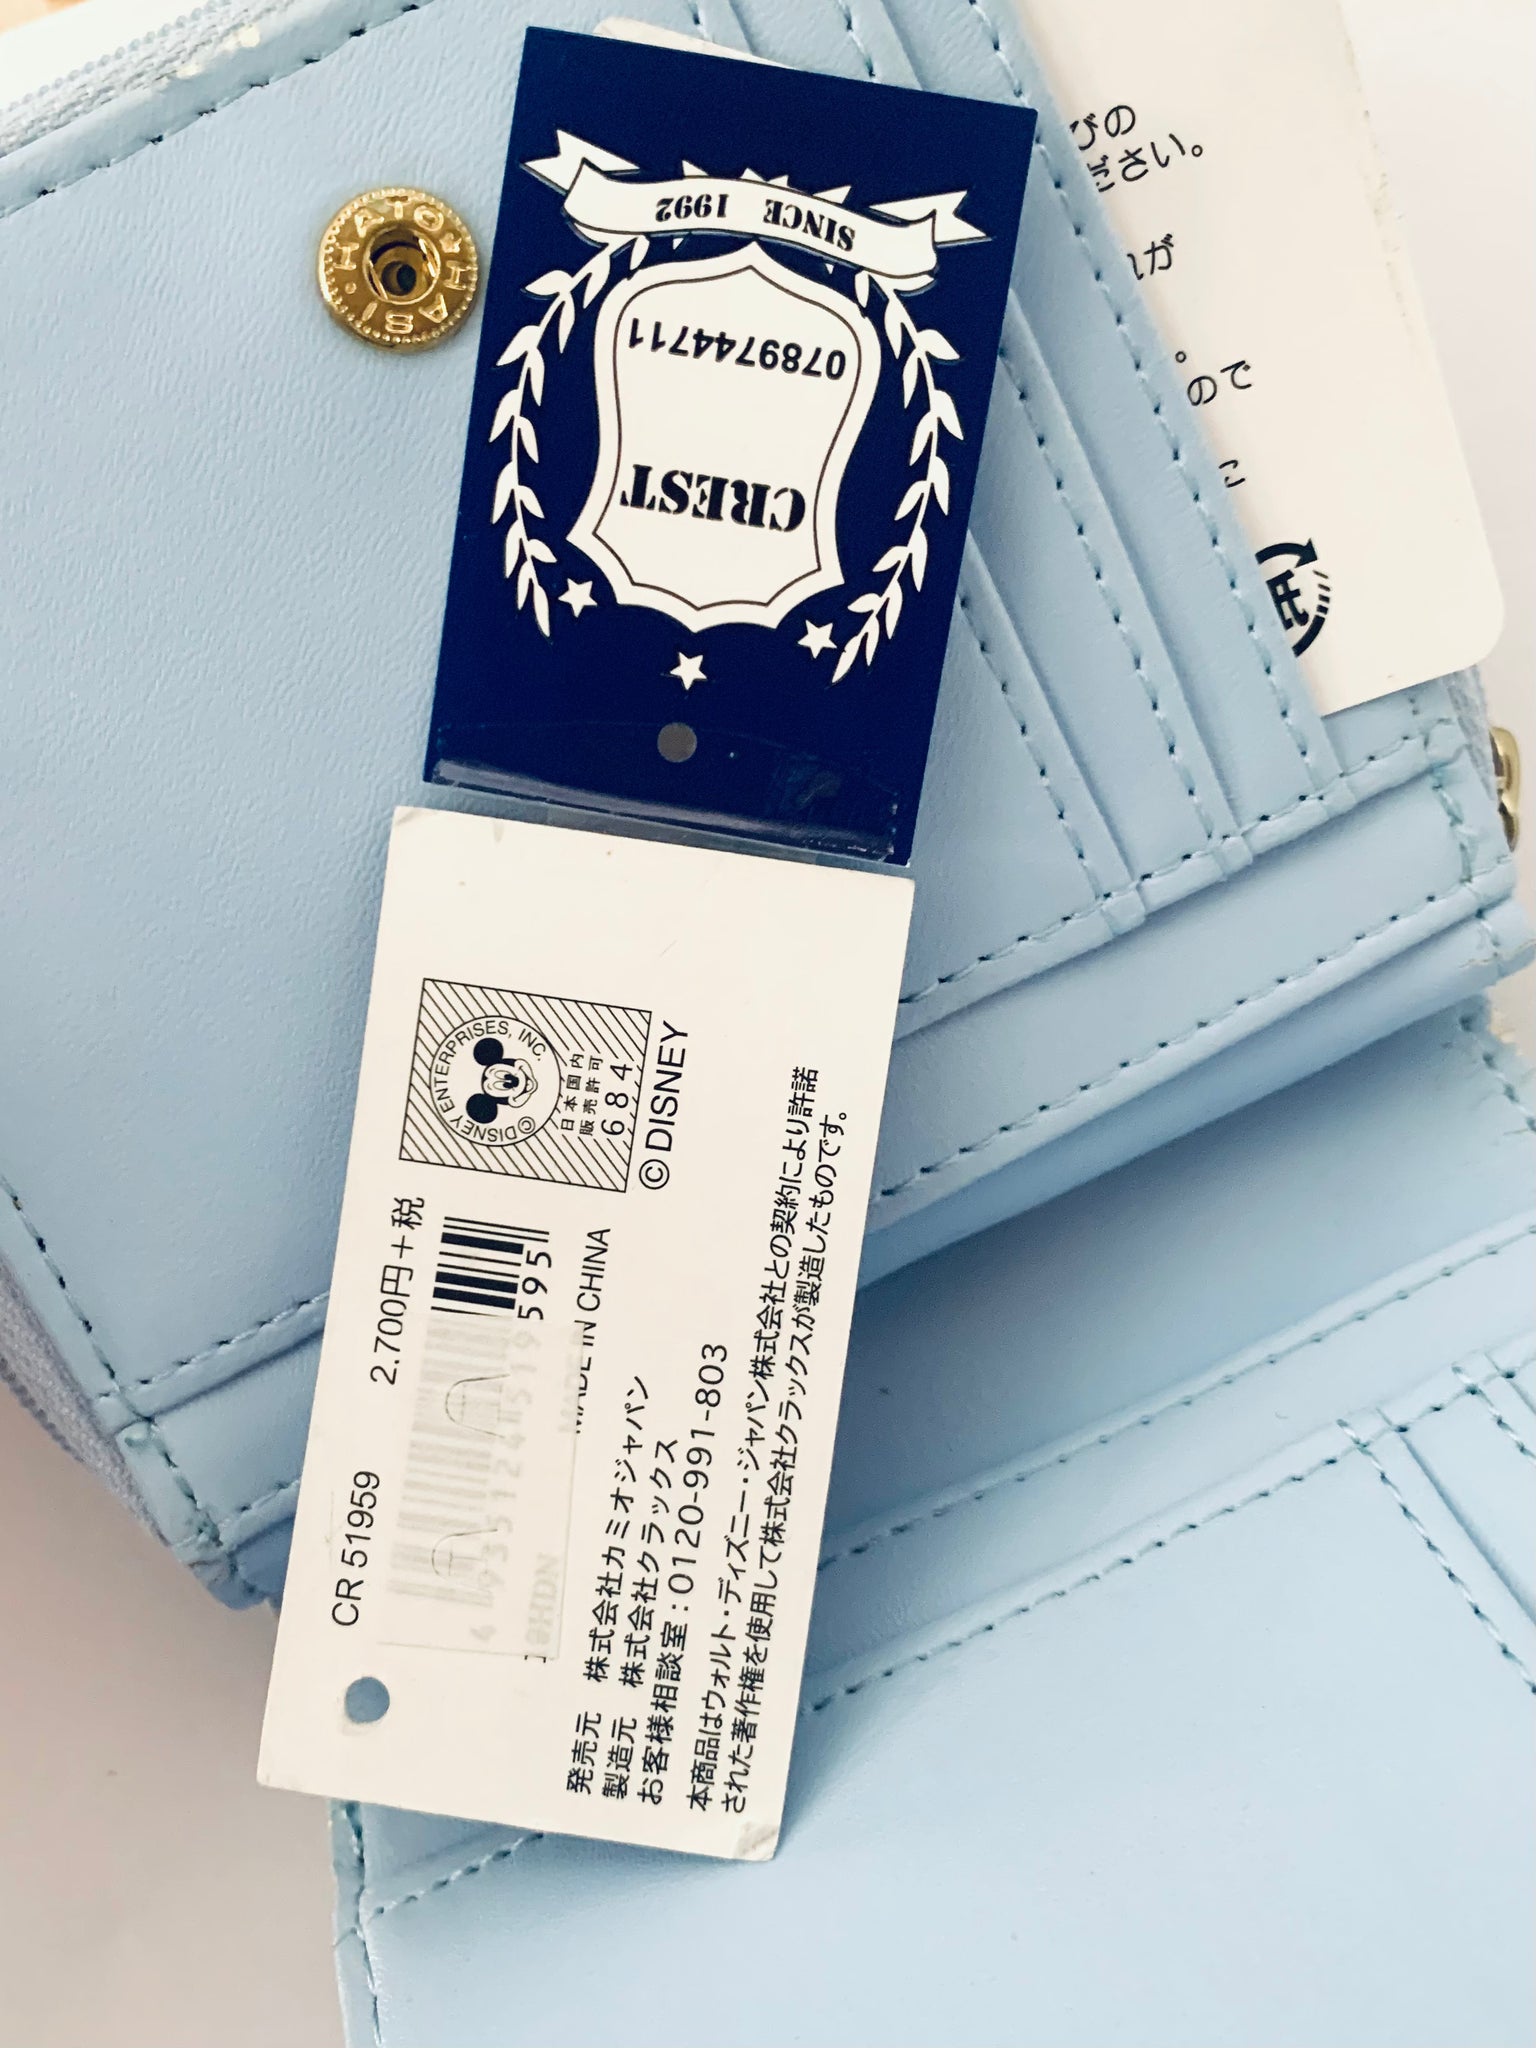 SINCE 1992
0789744711
CREST
HATO HASI
びの
ださい。
れが
。
ので
©DISNEY ENTERPRISES, INC.
日本国内
販売許可
684
©DISNEY
CR 51959
2.700円+税
4 935124 519595
MADE IN CHINA
発売元 株式会社カミオジャパン
製造元 株式会社クラックス
お客様相談室:0120-991-803
本商品はウォルト・ディズニー・ジャパン株式会社との契約により許諾
された著作権を使用して株式会社クラックスが製造したものです。